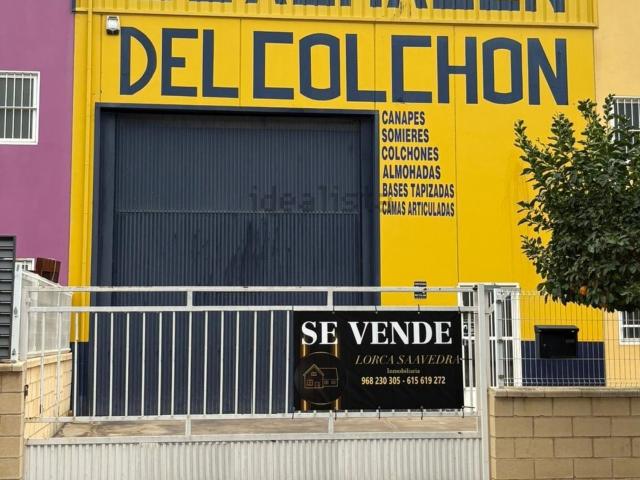 DEL COLCHON
CANAPES
SOMIERES
COLCHONES
ALMOHADAS
BASES TAPIZADAS
CAMAS ARTICULADAS
idealista
SE VENDE
LORCA SAAVEDRA
Inmobiliaria
968 230 305 - 615 619 272